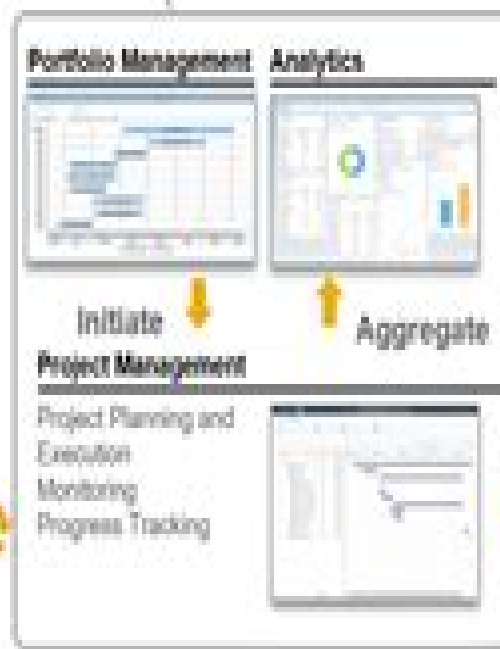 Portfolio Management
Analytics
Initiate
Aggregate
Project Management
Project Planning and
Execution
Monitoring
Progress Tracking